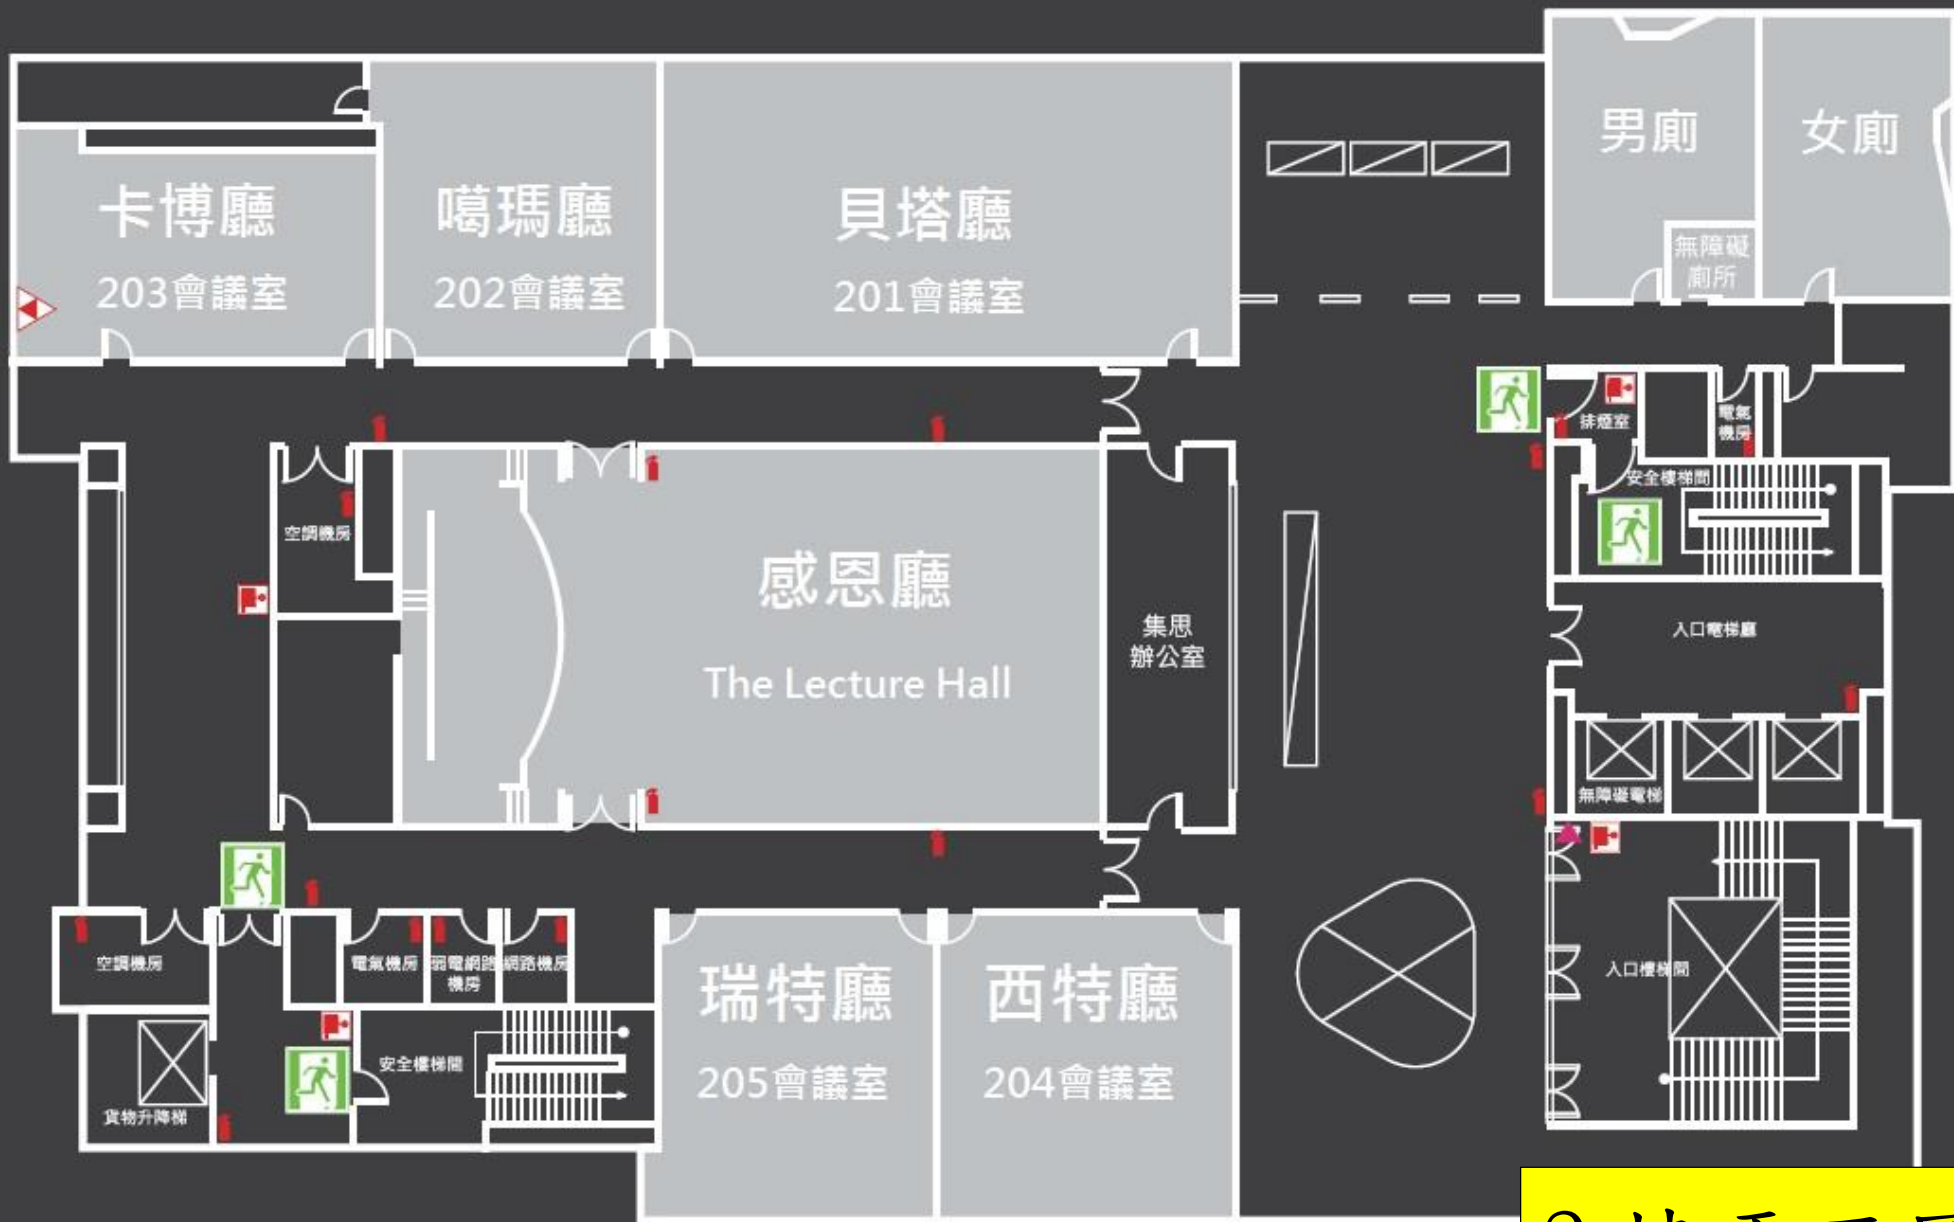 男廁
女廁
無障礙
廁所
卡博廳
203會議室
噶瑪廳
202會議室
貝塔廳
201會議室
排煙室
電氣
機房
安全樓梯間
空調機房
感恩廳
The Lecture Hall
集思
辦公室
入口電梯廳
無障礙電梯
空調機房
電氣機房
弱電網路
機房
網路機房
瑞特廳
205會議室
西特廳
204會議室
入口樓梯間
安全樓梯間
貨物升降梯